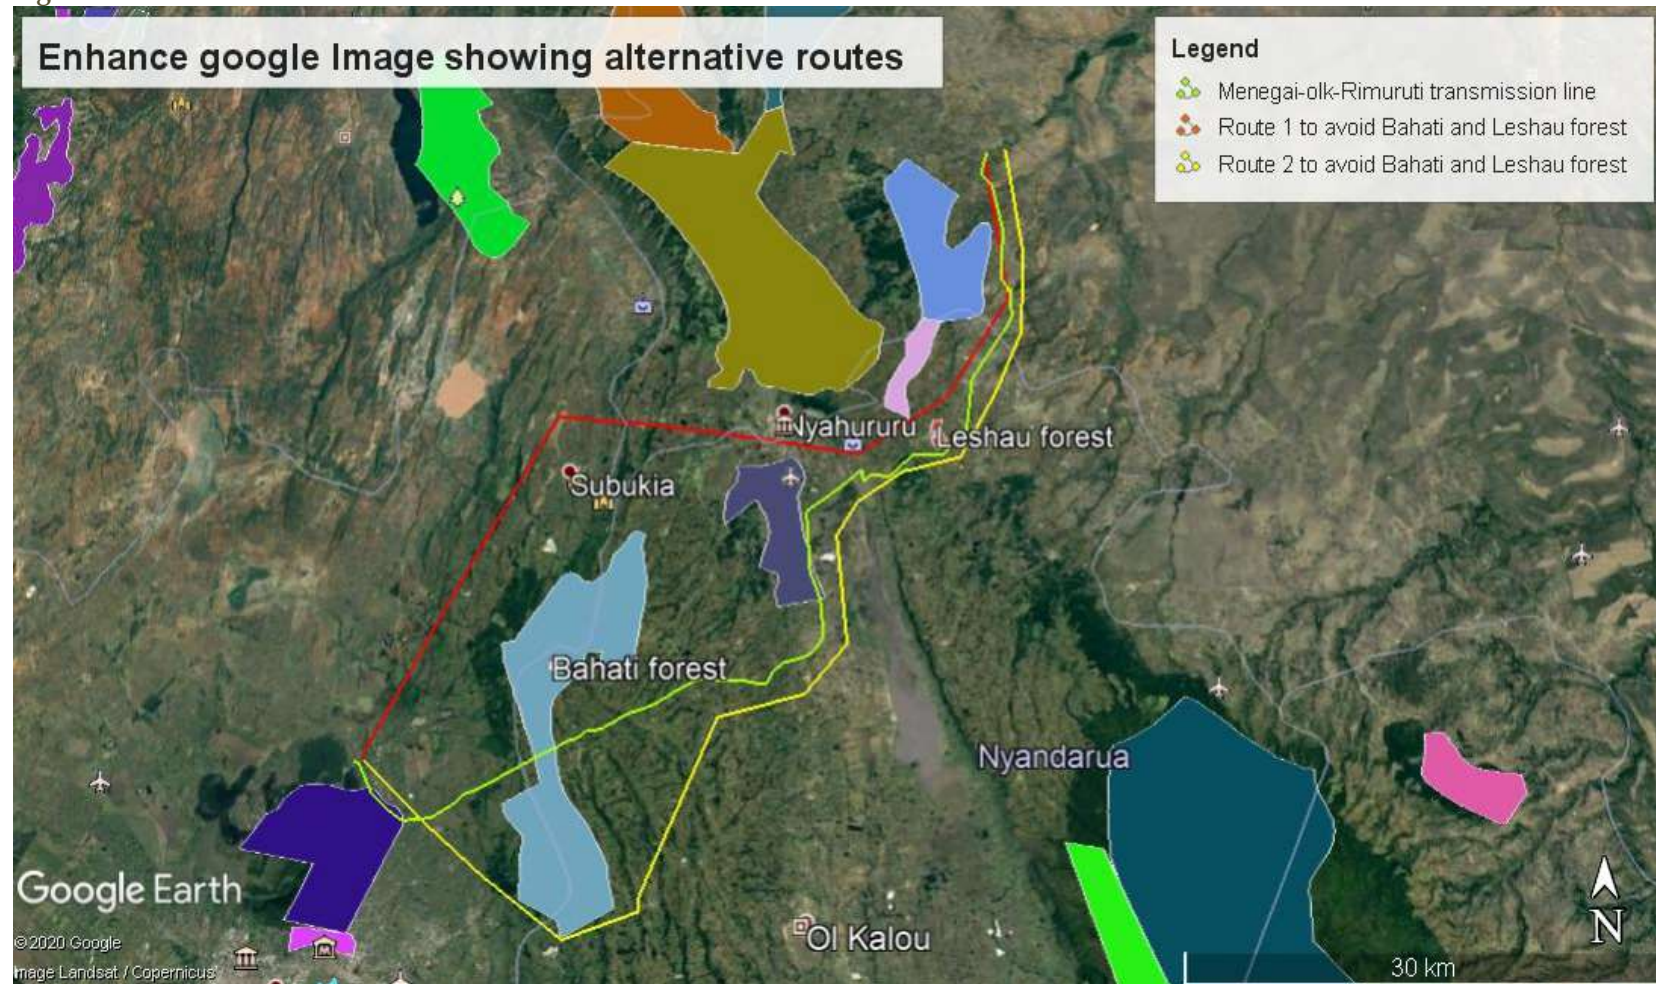 Enhance google Image showing alternative routes
Legend
Menegai-olk-Rimuruti transmission line
Route 1 to avoid Bahati and Leshau forest
Route 2 to avoid Bahati and Leshau forest
Nyahururu
Leshau forest
Subukia
Bahati forest
Nyandarua
Ol Kalou
Google Earth
©2020 Google
Image Landsat / Copernicus
N
30 km